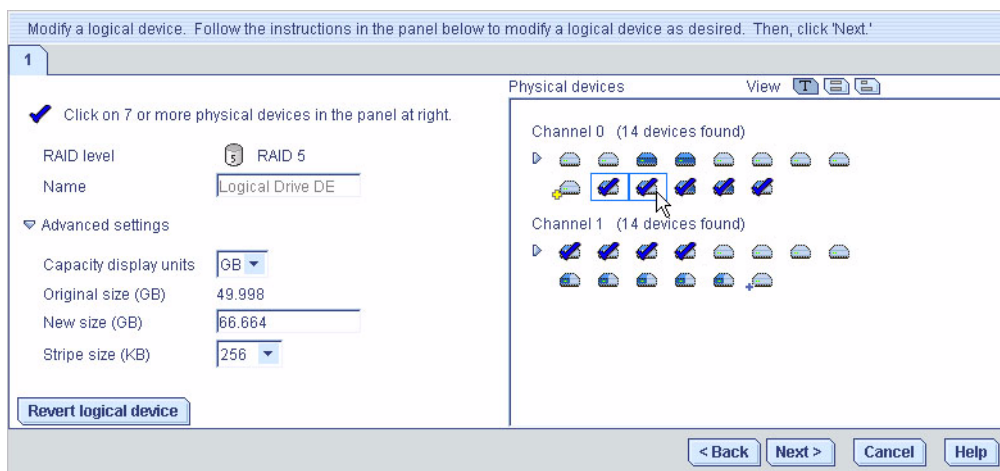 Modify a logical device. Follow the instructions in the panel below to modify a logical device as desired. Then, click 'Next.'
1
Click on 7 or more physical devices in the panel at right.
RAID level 5 RAID 5
Name Logical Drive DE
Advanced settings
Capacity display units GB
Original size (GB) 49.998
New size (GB) 66.664
Stripe size (KB) 256
Revert logical device
Physical devices View T
Channel 0 (14 devices found)
Channel 1 (14 devices found)
< Back Next > Cancel Help